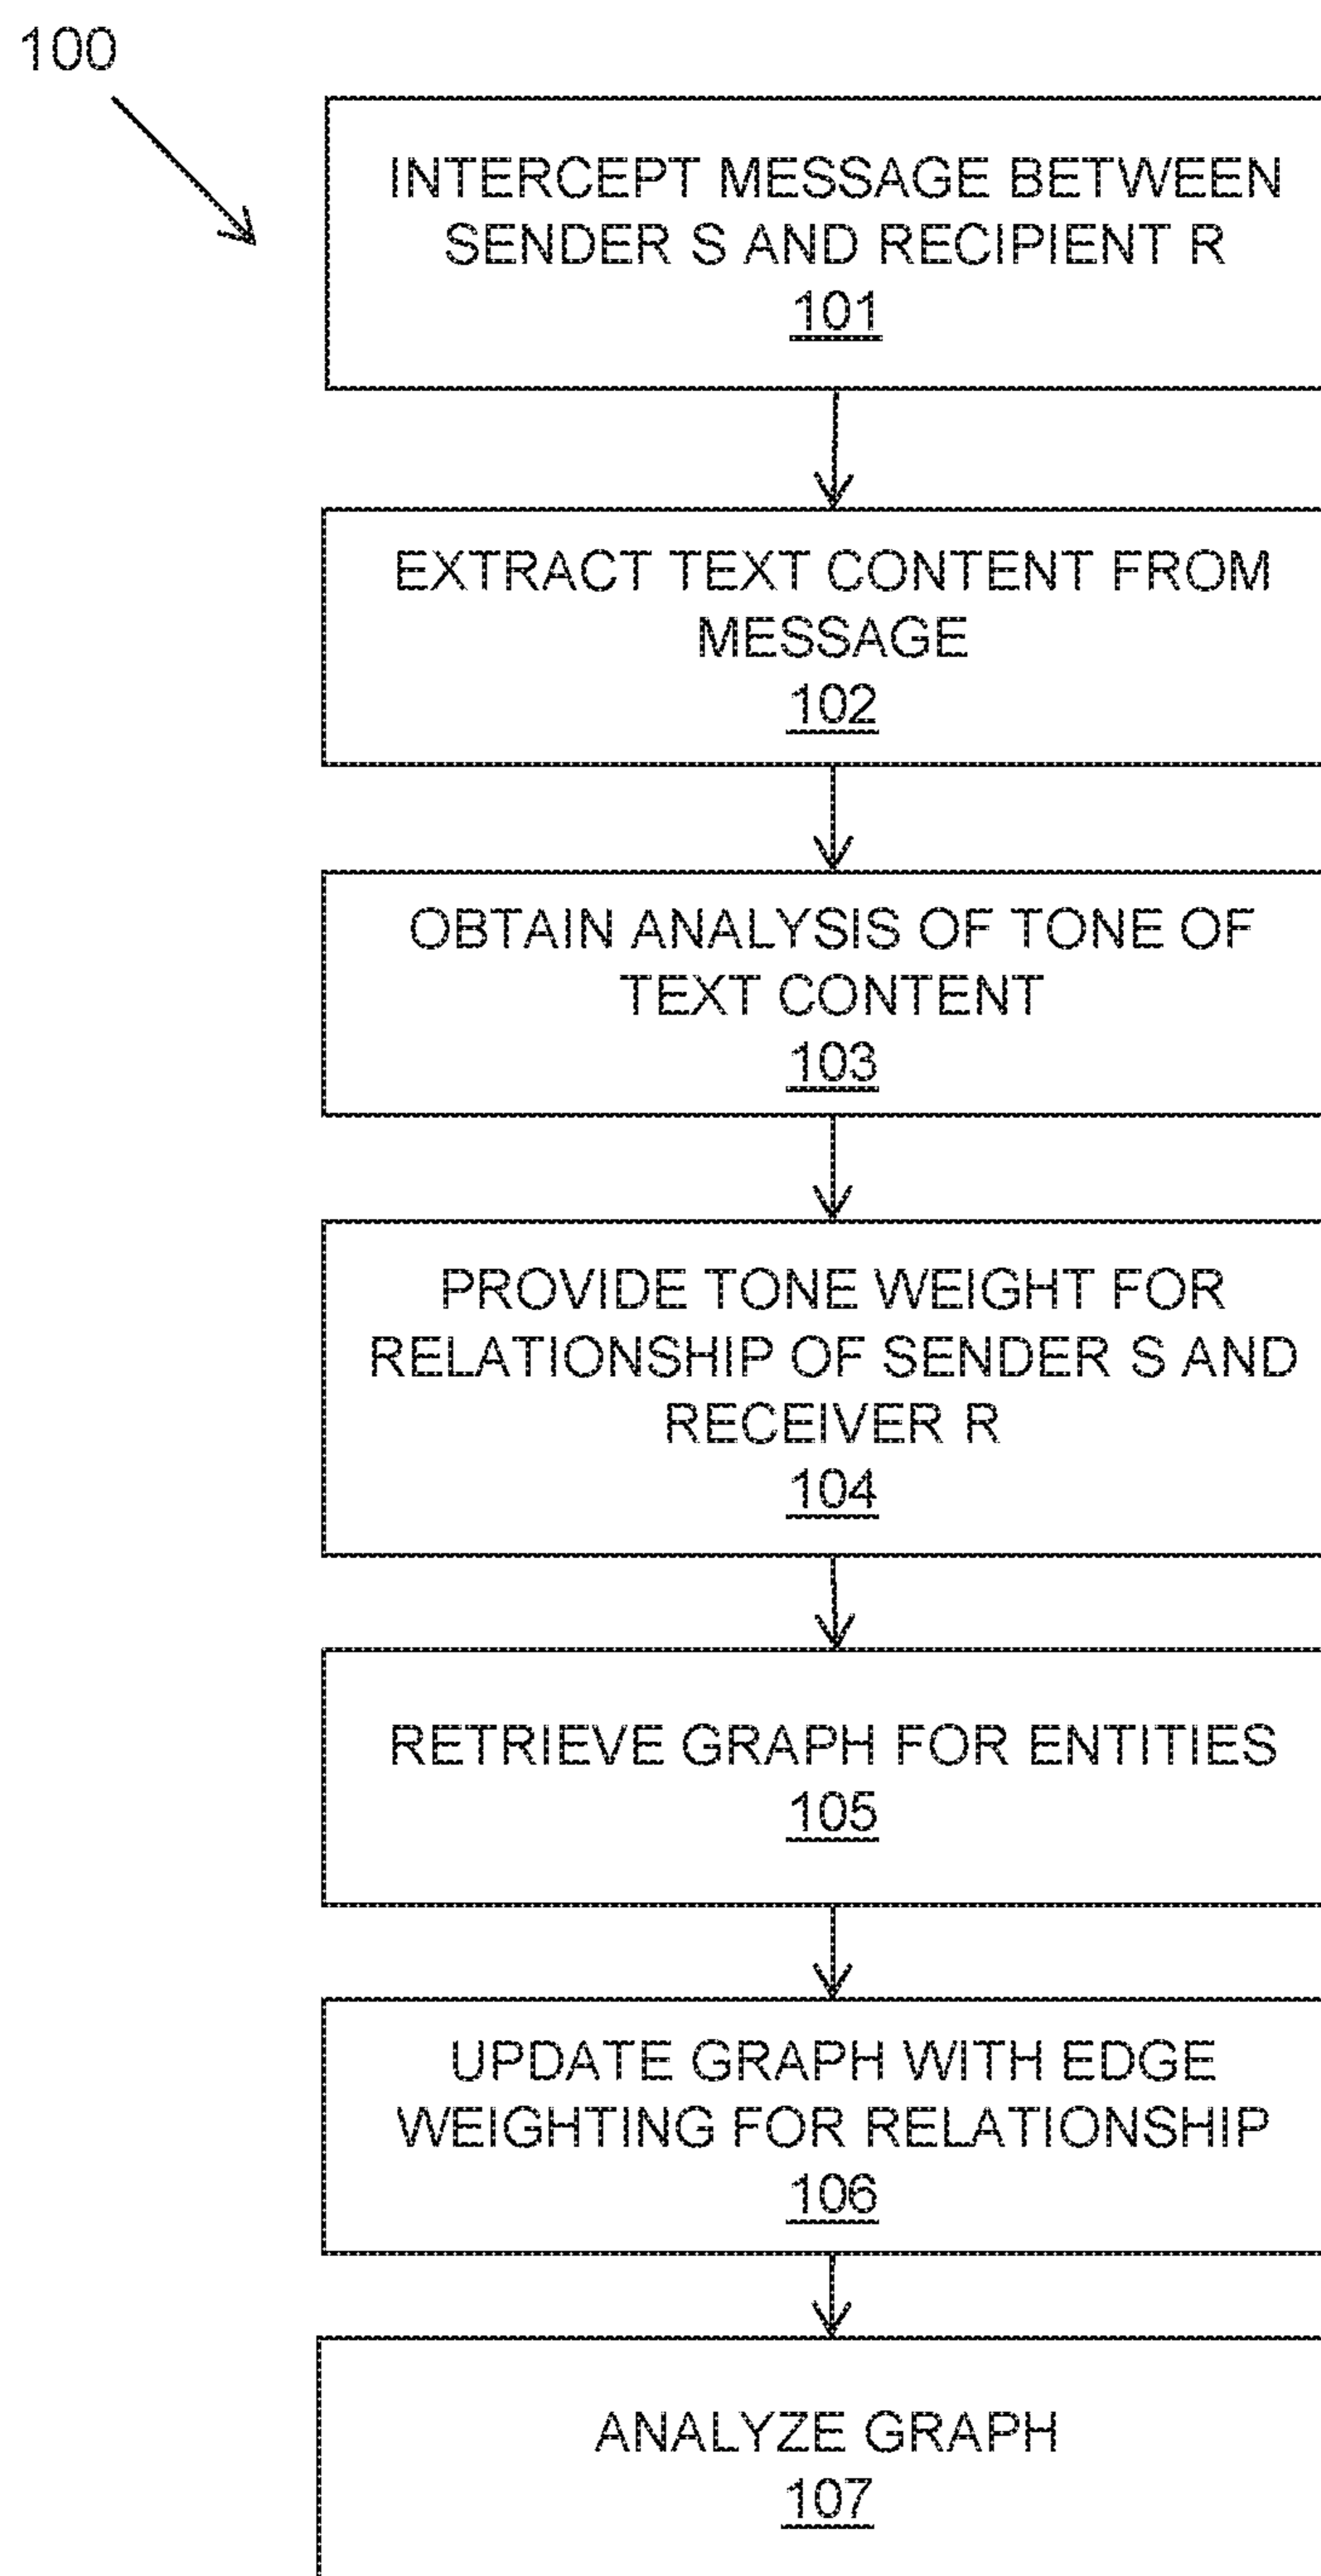 100
INTERCEPT MESSAGE BETWEEN
SENDER S AND RECIPIENT R
101
EXTRACT TEXT CONTENT FROM
MESSAGE
102
OBTAIN ANALYSIS OF TONE OF
TEXT CONTENT
103
PROVIDE TONE WEIGHT FOR
RELATIONSHIP OF SENDER S AND
RECEIVER R
104
RETRIEVE GRAPH FOR ENTITIES
105
UPDATE GRAPH WITH EDGE
WEIGHTING FOR RELATIONSHIP
106
ANALYZE GRAPH
107